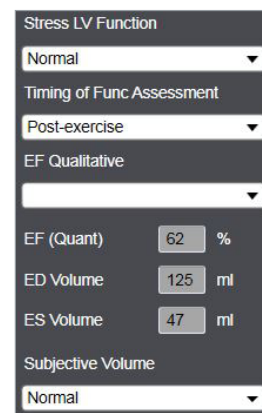 Stress LV Function
Normal
Timing of Func Assessment
Post-exercise
EF Qualitative
EF (Quant) 62 %
ED Volume 125 ml
ES Volume 47 ml
Subjective Volume
Normal